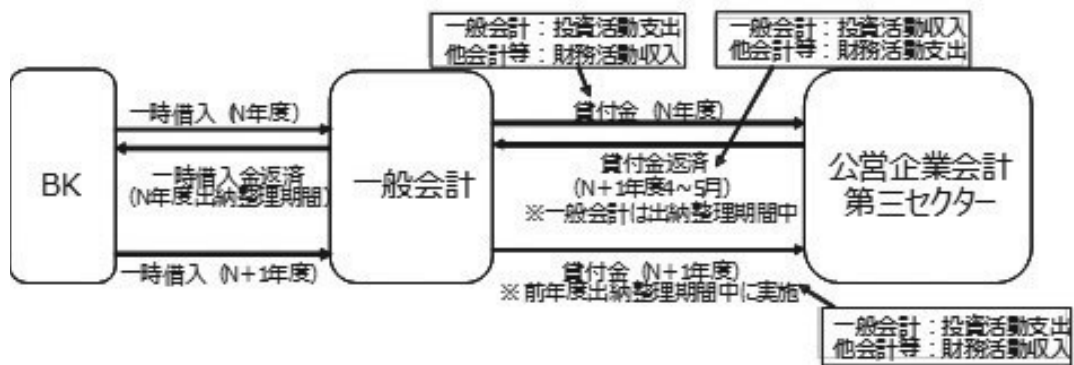 一般会計：投資活動支出
他会計等：財務活動収入
一般会計：投資活動収入
他会計等：財務活動支出
一時借入（N年度）
貸付金（N年度）
BK
一時借入金返済
（N年度出納整理期間）
一般会計
貸付金返済
（N＋1年度4～5月）
※一般会計は出納整理期間中
公営企業会計
第三セクター
一時借入（N＋1年度）
貸付金（N＋1年度）
※前年度出納整理期間中に実施
一般会計：投資活動支出
他会計等：財務活動収入